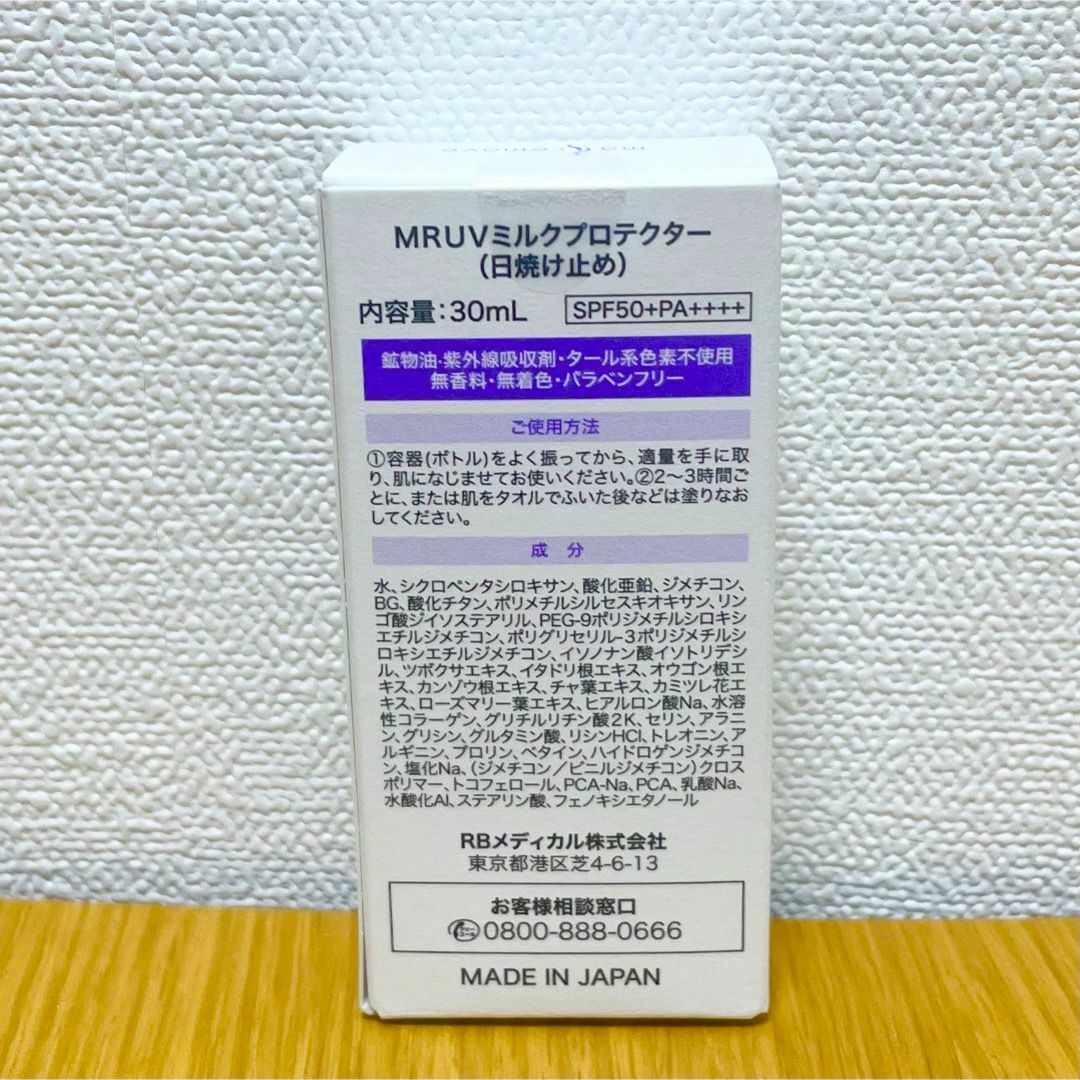 MRUVミルクプロテクター
(日焼け止め)
内容量:30mL
SPF50+PA++++
鉱物油・紫外線吸収剤・タール系色素不使用
無香料・無着色・パラベンフリー
ご使用方法
①容器(ボトル)をよく振ってから、適量を手に取
り、肌になじませてお使いください。②2〜3時間ご
とに、または肌をタオルでふいた後などは塗りなお
してください。
成 分
水、シクロペンタシロキサン、酸化亜鉛、ジメチコン、
BG、酸化チタン、ポリメチルシルセスキオキサン、リン
ゴ酸ジイソステアリル、PEG-9ポリジメチルシロキシ
エチルジメチコン、ポリグリセリル-3ポリジメチルシ
ロキシエチルジメチコン、イソノナン酸イソトリデシ
ル、ツボクサエキス、イタドリ根エキス、オウゴン根エ
キス、カンゾウ根エキス、チャ葉エキス、カミツレ花エ
キス、ローズマリー葉エキス、ヒアルロン酸Na、水溶
性コラーゲン、グリチルリチン酸2K、セリン、アラニ
ン、グリシン、グルタミン酸、リシンHCl、トレオニン、ア
ルギニン、プロリン、ベタイン、ハイドロゲンジメチコ
ン、塩化Na、(ジメチコン/ビニルジメチコン)クロス
ポリマー、トコフェロール、PCA-Na、PCA、乳酸Na、
水酸化Al、ステアリン酸、フェノキシエタノール
RBメディカル株式会社
東京都港区芝4-6-13
お客様相談窓口
0800-888-0666
MADE IN JAPAN